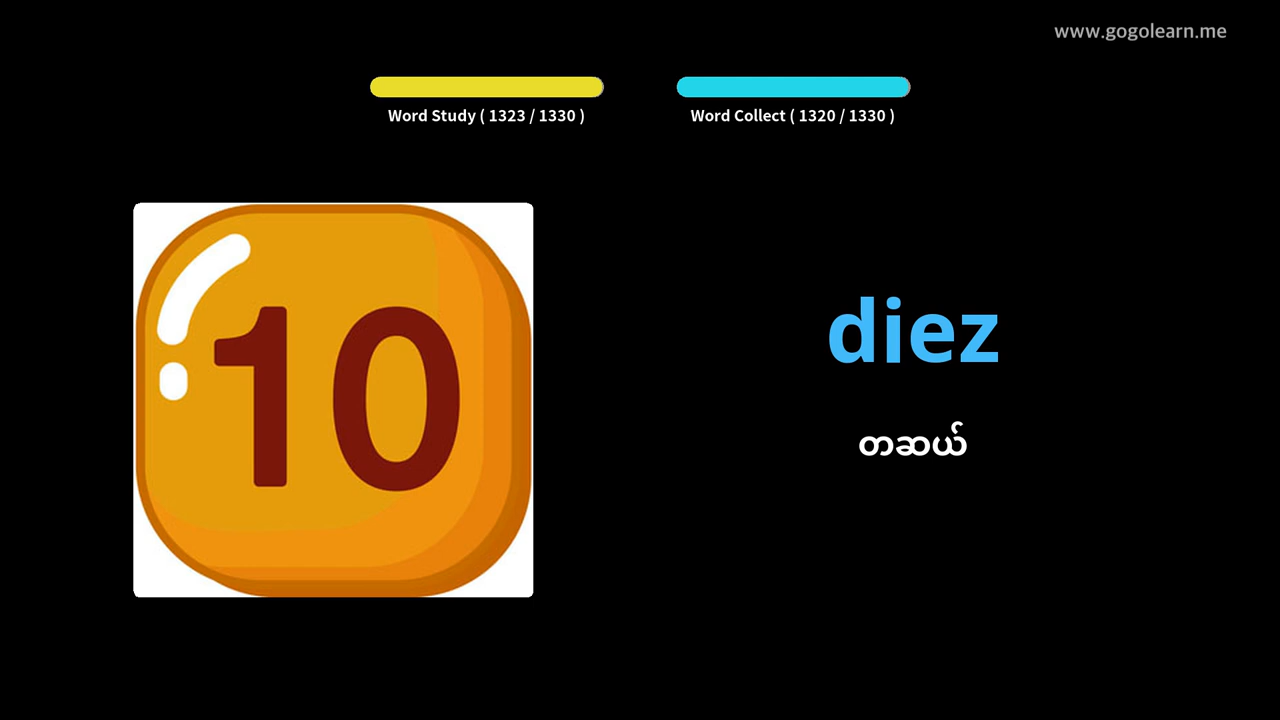 www.gogolearn.me
Word Study ( 1323 / 1330 )
Word Collect ( 1320 / 1330 )
10
diez
တဆယ်